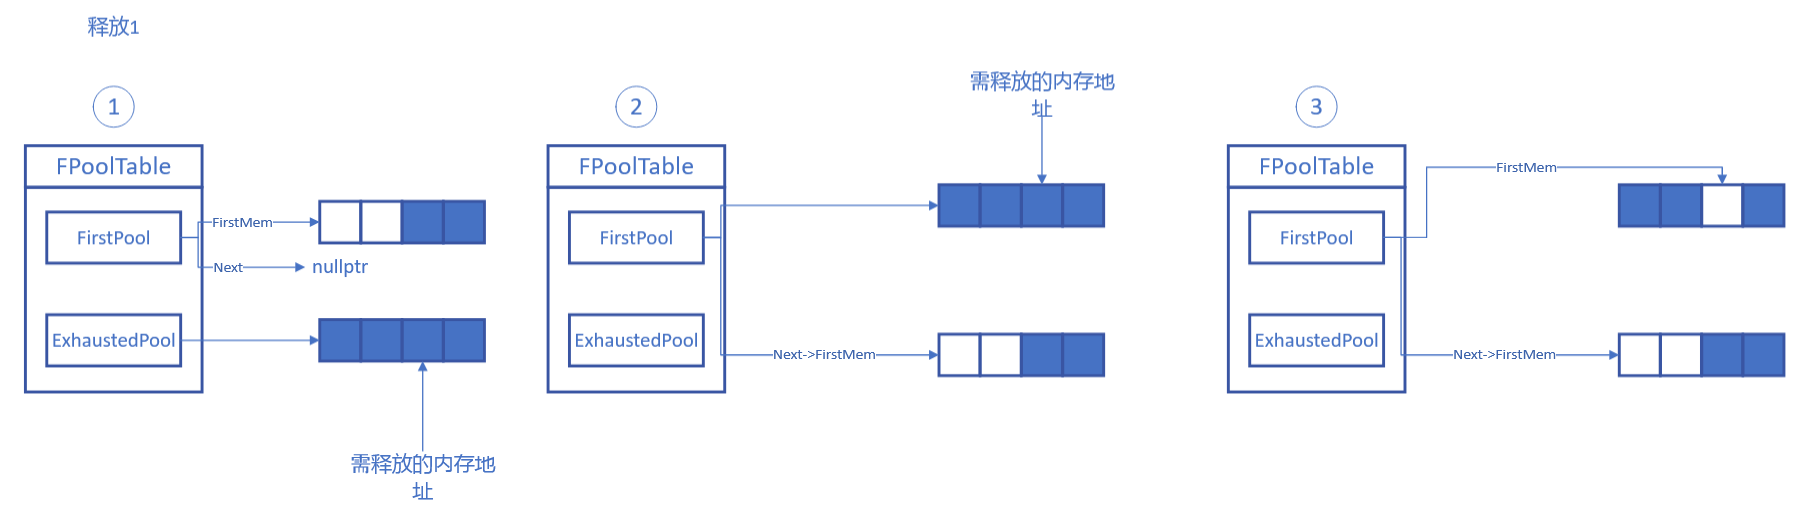 释放1
1
FPoolTable
FirstPool
ExhaustedPool
FirstMem
Next
nullptr
需释放的内存地
址
2
FPoolTable
FirstPool
ExhaustedPool
需释放的内存地
址
Next->FirstMem
3
FPoolTable
FirstPool
ExhaustedPool
FirstMem
Next->FirstMem